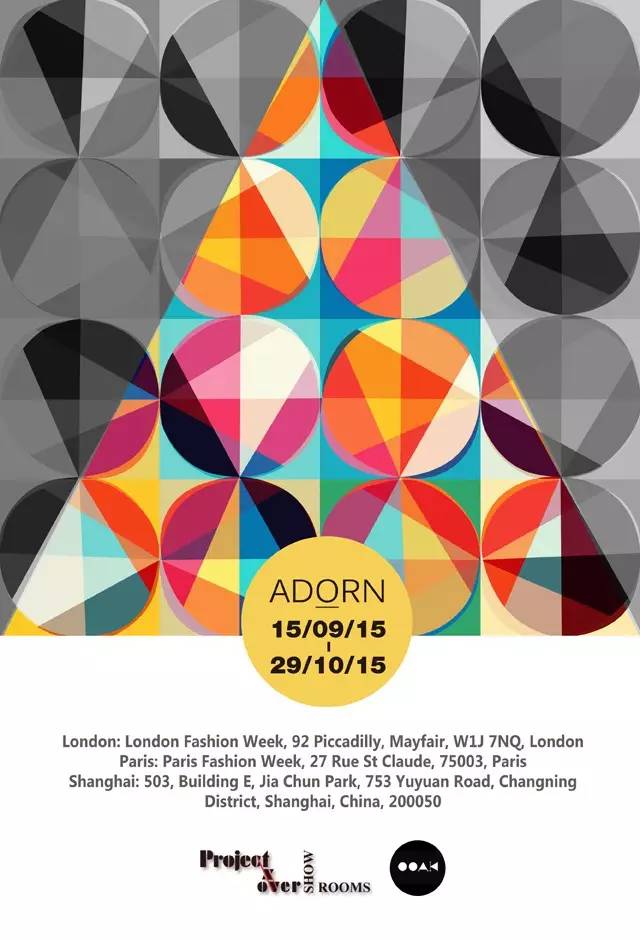 ADORN
15/09/15
-
29/10/15
London: London Fashion Week, 92 Piccadilly, Mayfair, W1J 7NQ, London
Paris: Paris Fashion Week, 27 Rue St Claude, 75003, Paris
Shanghai: 503, Building E, Jia Chun Park, 753 Yuyuan Road, Changning
District, Shanghai, China, 200050
Project
X
over
SHOW
ROOMS
OOAK